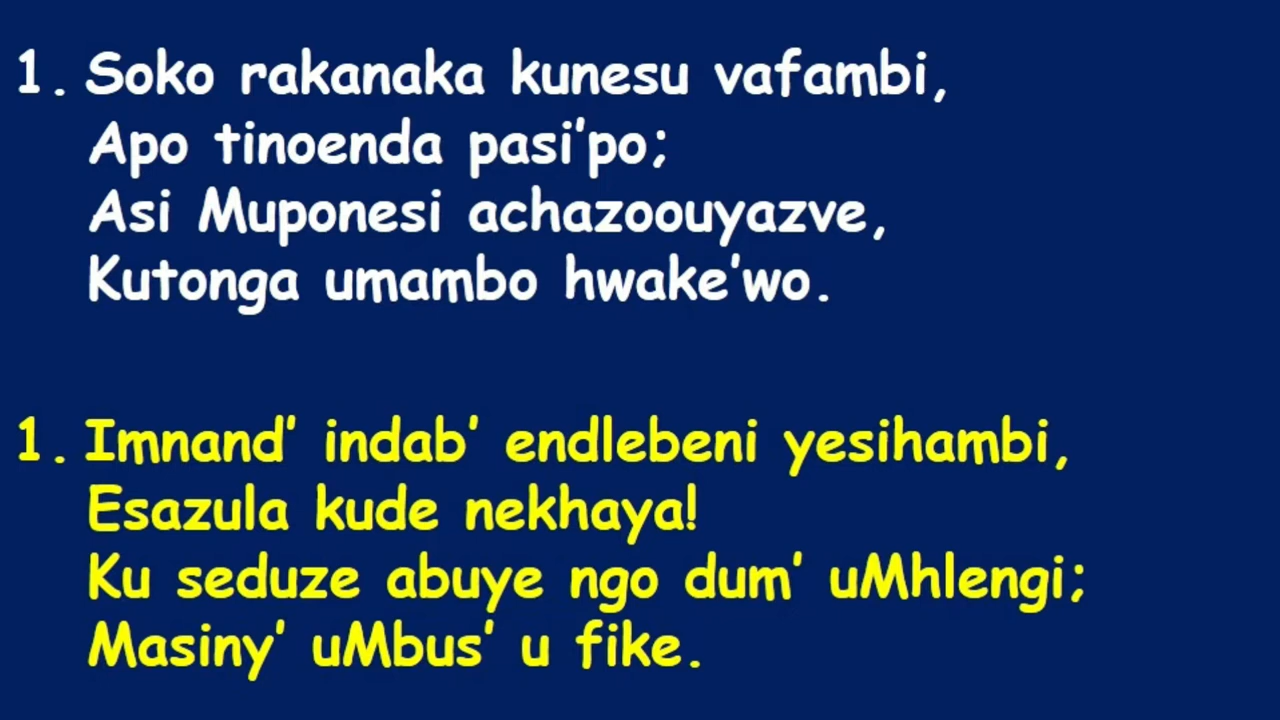 1. Soko rakanaka kunesu vafambi,
Apo tinoenda pasi'po;
Asi Muponesi achazoouyazve,
Kutonga umambo hwake'wo.
1. Imnand' indab' endlebeni yesihambi,
Esazula kude nekhaya!
Ku seduze abuye ngo dum' uMhlengi;
Masiny' uMbus' u fike.